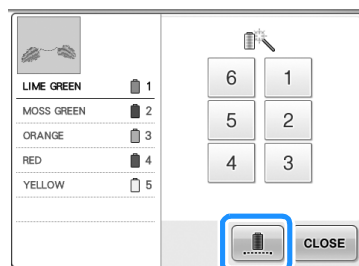 LIME GREEN 1
MOSS GREEN 2
ORANGE 3
RED 4
YELLOW 5
6 1
5 2
4 3
CLOSE